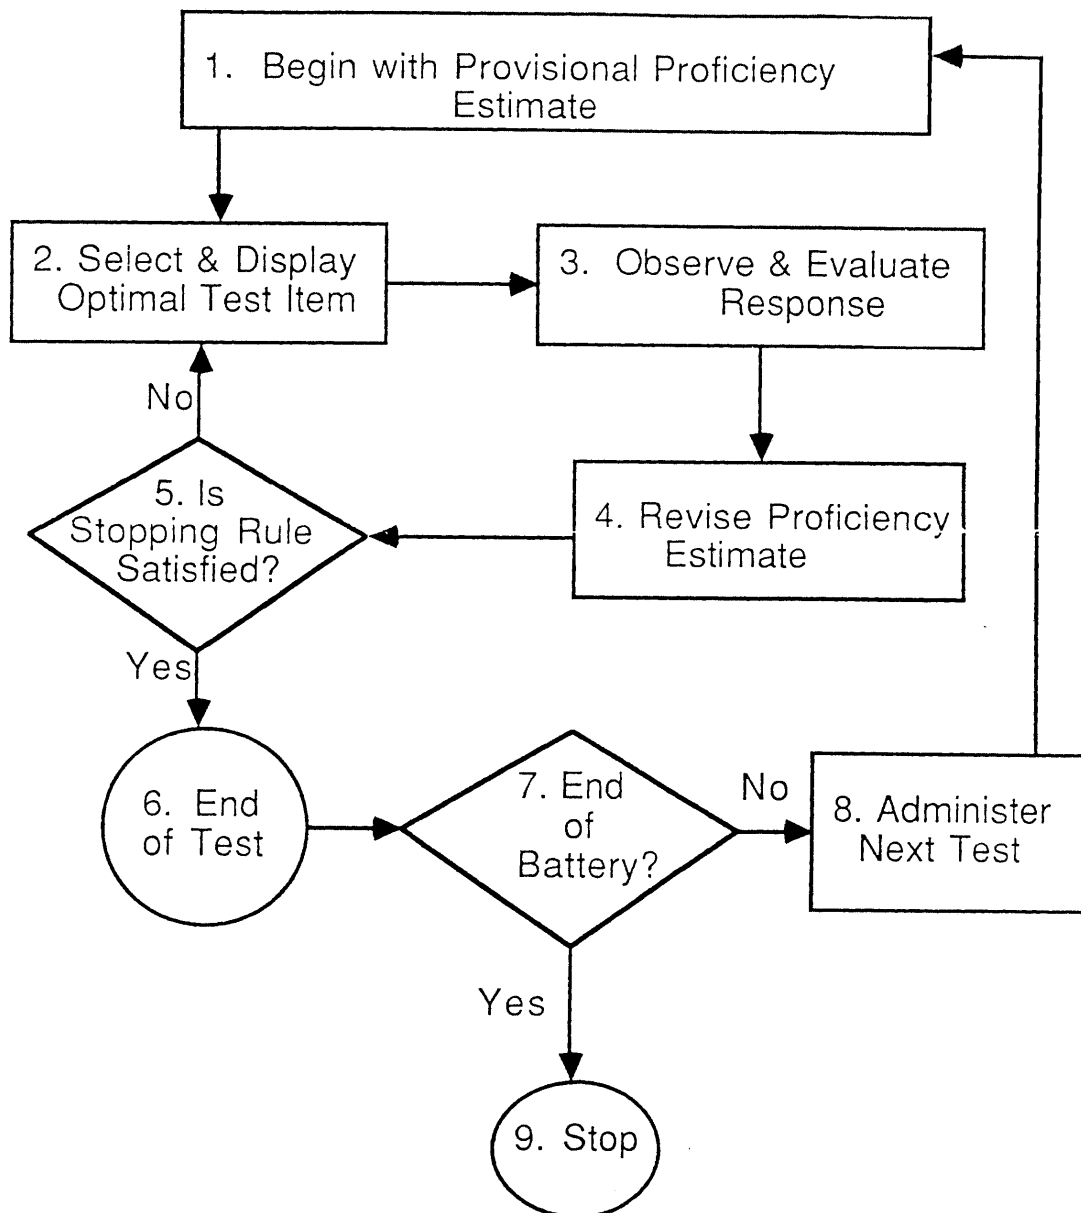 1. Begin with Provisional Proficiency
Estimate
2. Select & Display
Optimal Test Item
3. Observe & Evaluate
Response
No
4. Revise Proficiency
Estimate
5. Is
Stopping Rule
Satisfied?
Yes
6. End
of Test
7. End
of
Battery?
No
8. Administer
Next Test
Yes
9. Stop